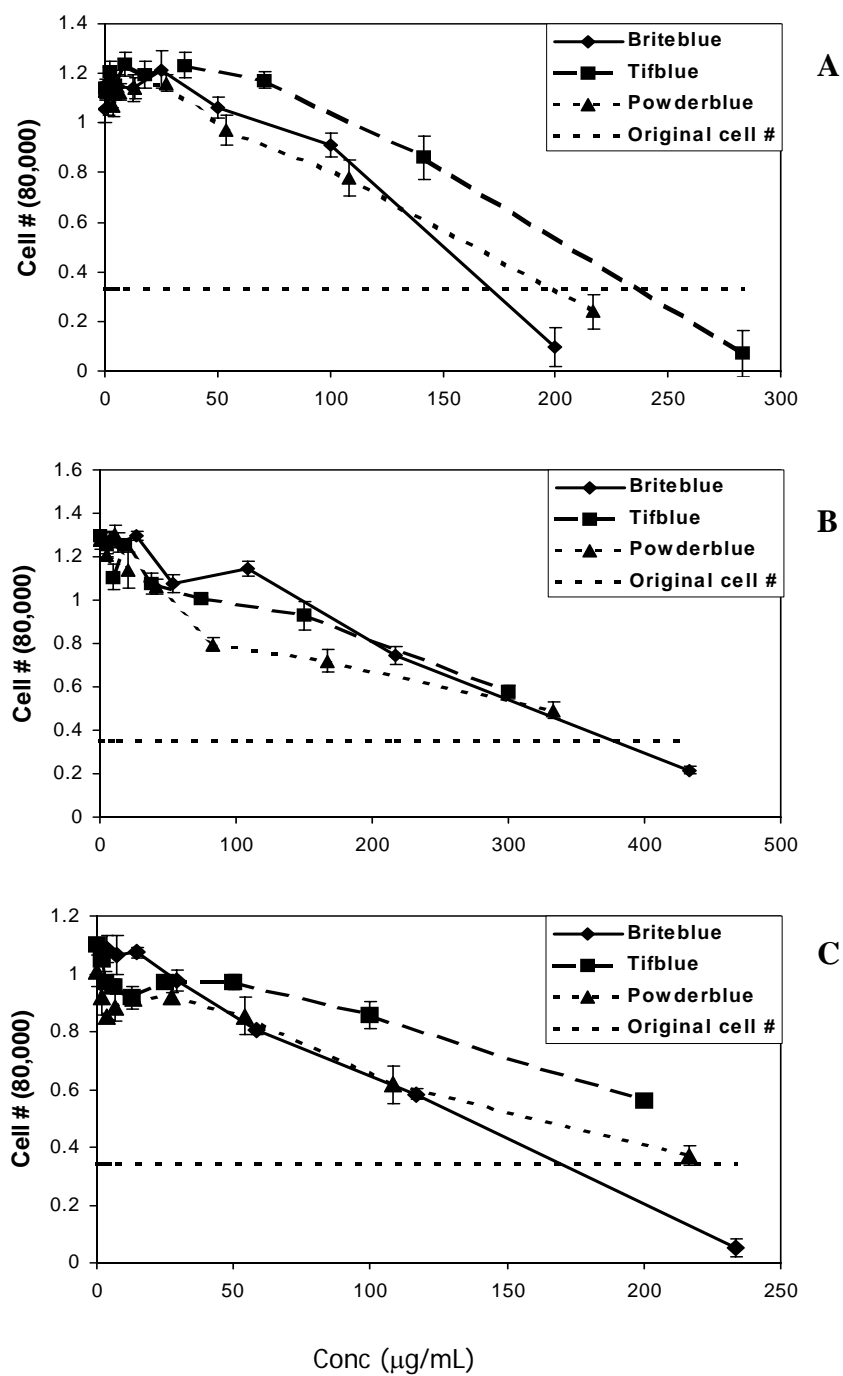 Briteblue
Tifblue
Powderblue
Original cell #
A
Cell # (80,000)
1.4
1.2
1
0.8
0.6
0.4
0.2
0
0 50 100 150 200 250 300
Briteblue
Tifblue
Powderblue
Original cell #
B
Cell # (80,000)
1.6
1.4
1.2
1
0.8
0.6
0.4
0.2
0
0 100 200 300 400 500
Briteblue
Tifblue
Powderblue
Original cell #
C
Cell # (80,000)
1.2
1
0.8
0.6
0.4
0.2
0
0 50 100 150 200 250
Conc (μg/mL)